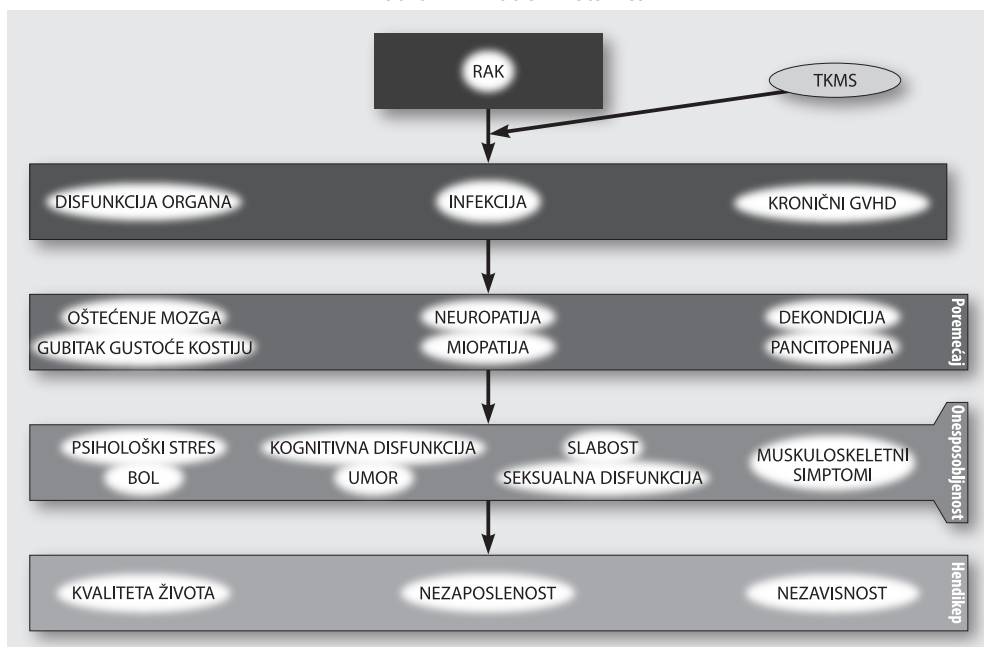 RAK
TKMS
DISFUNKCIJA ORGANA
INFEKCIJA
KRONIČNI GVHD
OŠTEĆENJE MOZGA
NEUROPATIJA
DEKONDICIJA
GUBITAK GUSTOĆE KOSTIJU
MIOPATIJA
PANCITOPENIJA
Poremećaj
PSIHOLOŠKI STRES
KOGNITIVNA DISFUNKCIJA
SLABOST
MUSKULOSKELETNI
SIMPTOMI
BOL
UMOR
SEKSUALNA DISFUNKCIJA
Onesposobljenost
KVALITETA ŽIVOTA
NEZAPOSLENOST
NEZAVISNOST
Hendikep